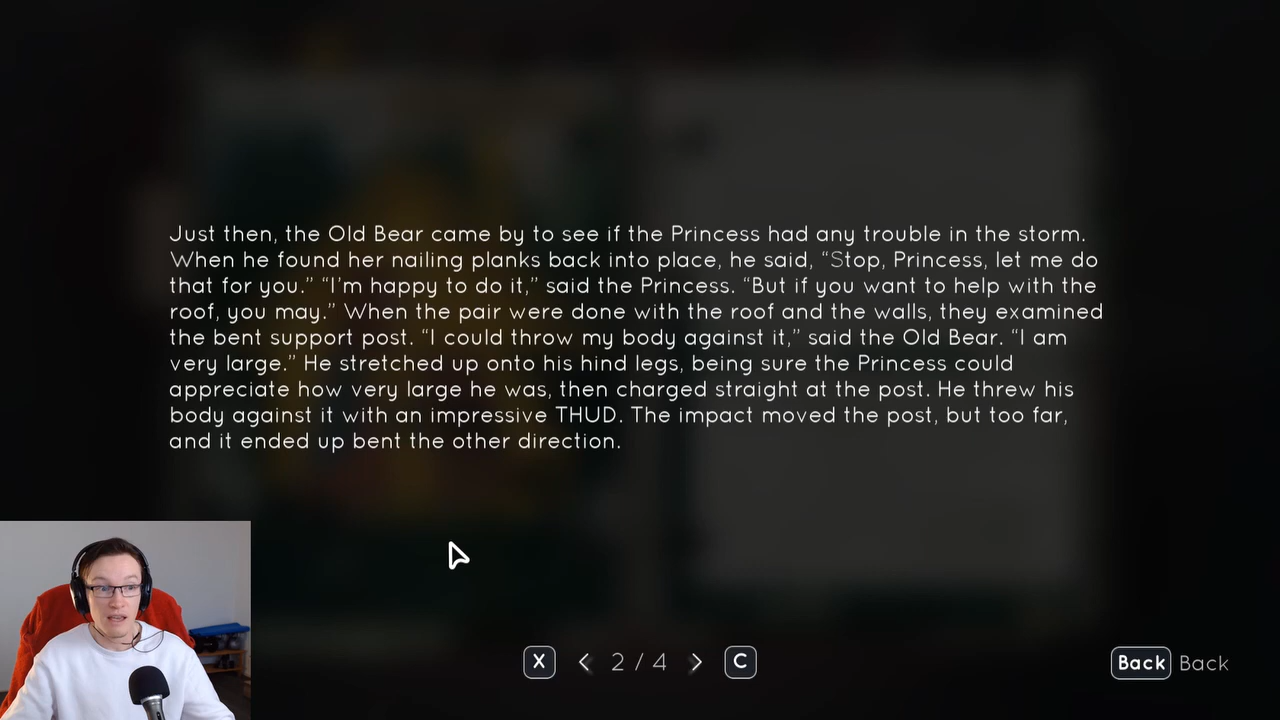 Just then, the Old Bear came by to see if the Princess had any trouble in the storm.
When he found her nailing planks back into place, he said, “Stop, Princess, let me do
that for you.” “I'm happy to do it,” said the Princess. “But if you want to help with the
roof, you may.” When the pair were done with the roof and the walls, they examined
the bent support post. “I could throw my body against it,” said the Old Bear. “I am
very large.” He stretched up onto his hind legs, being sure the Princess could
appreciate how very large he was, then charged straight at the post. He threw his
body against it with an impressive THUD. The impact moved the post, but too far,
and it ended up bent the other direction.
X < 2 / 4 > C
Back Back